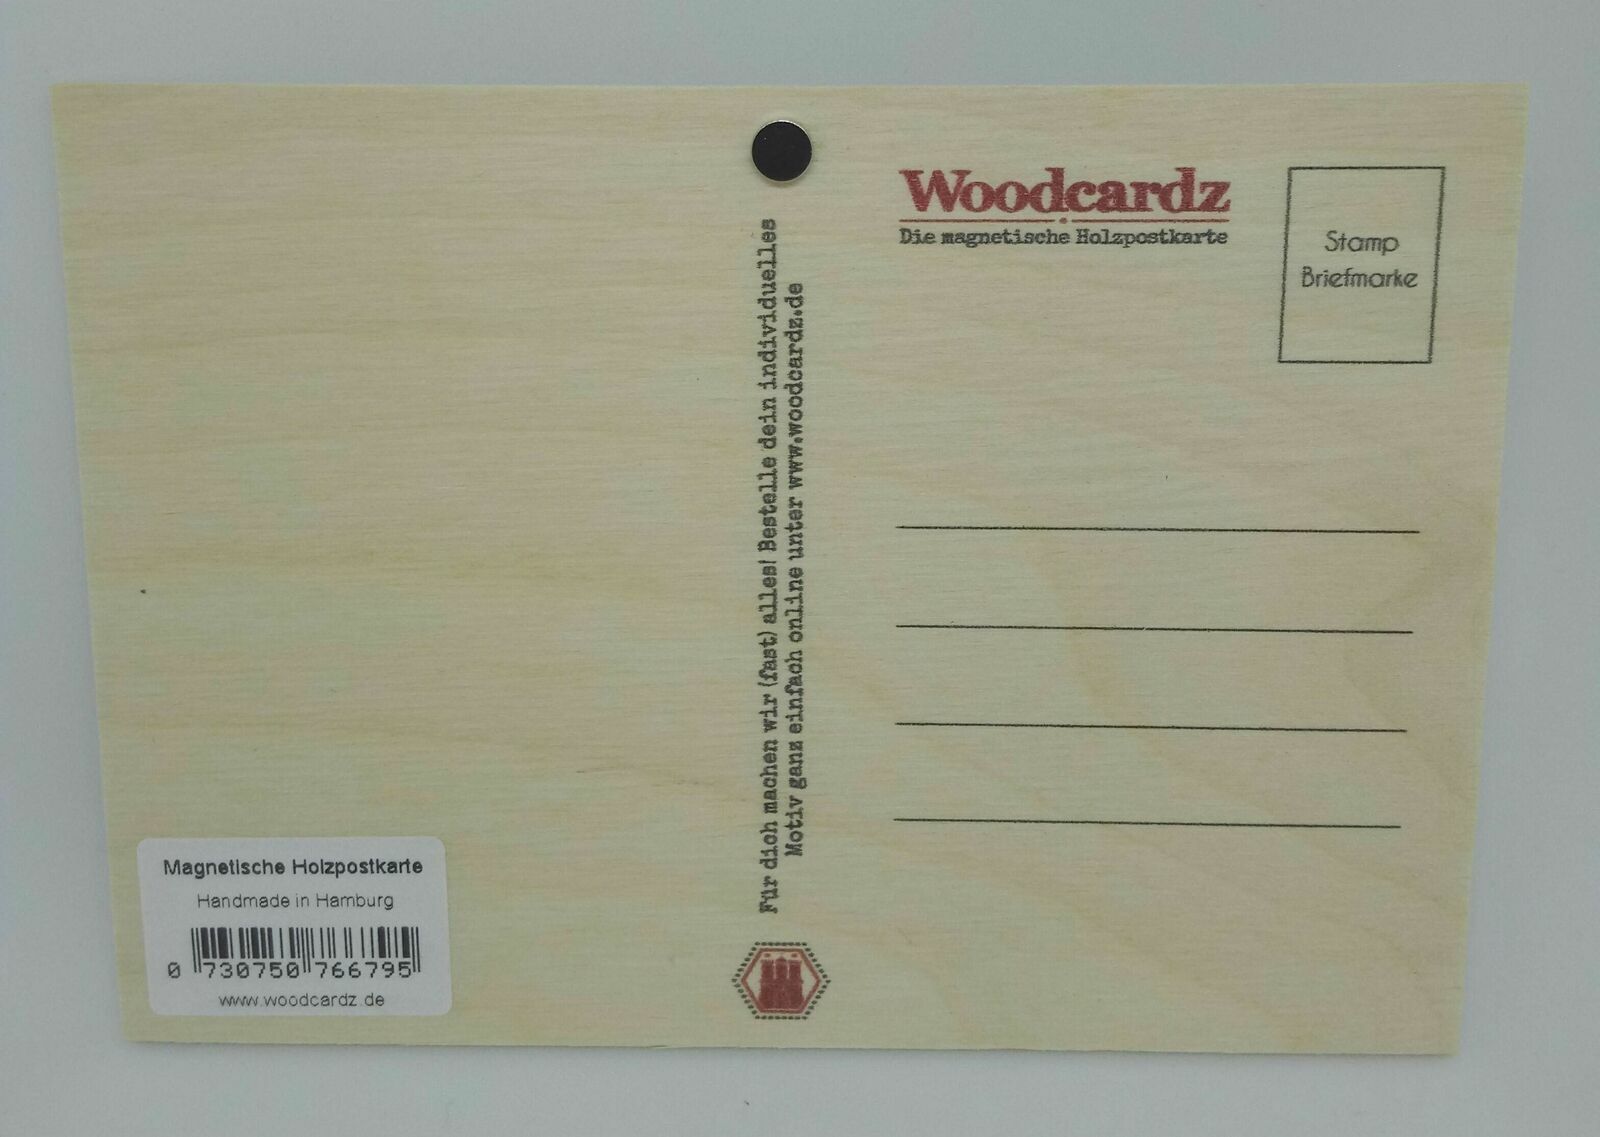 Woodcardz
Die magnetische Holzpostkarte
Stamp
Briefmarke
Für dich machen wir (fast) alles! Bestelle dein individuelles
Motiv ganz einfach online unter www.woodcardz.de
Magnetische Holzpostkarte
Handmade in Hamburg
0 730750 766795
www.woodcardz.de